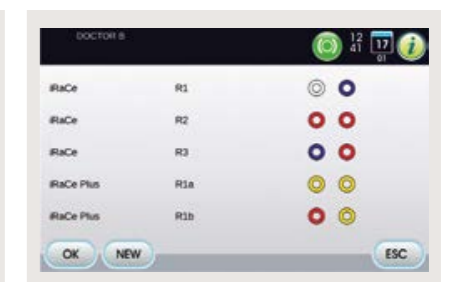 DOCTOR B
12
41
17
01
i
iRaCe R1
iRaCe R2
iRaCe R3
iRaCe Plus R1a
iRaCe Plus R1b
OK NEW ESC